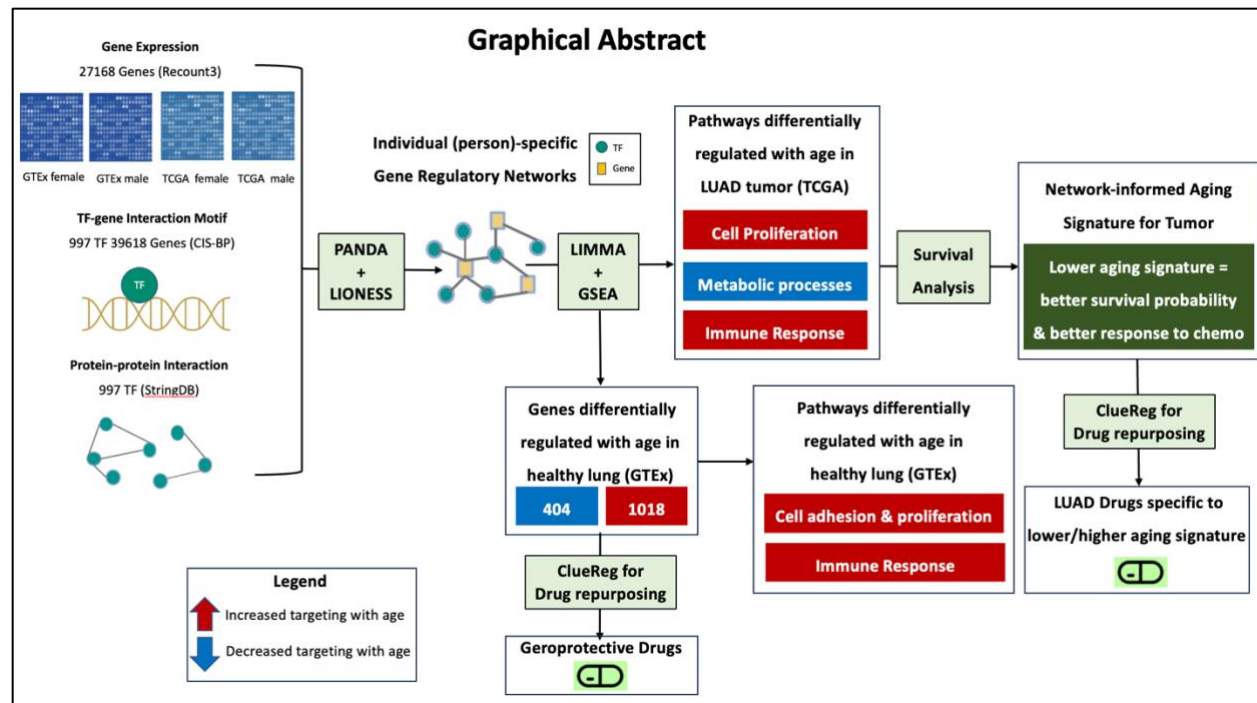 Graphical Abstract
Gene Expression
27168 Genes (Recount3)
GTEx female
GTEx male
TCGA female
TCGA male
TF-gene Interaction Motif
997 TF 39618 Genes (CIS-BP)
TF
Protein-protein Interaction
997 TF (StringDB)
PANDA
+
LIONESS
Individual (person)-specific
Gene Regulatory Networks
TF
Gene
LIMMA
+
GSEA
Pathways differentially
regulated with age in
LUAD tumor (TCGA)
Cell Proliferation
Metabolic processes
Immune Response
Survival
Analysis
Network-informed Aging
Signature for Tumor
Lower aging signature =
better survival probability
& better response to chemo
ClueReg for
Drug repurposing
LUAD Drugs specific to
lower/higher aging signature
Genes differentially
regulated with age in
healthy lung (GTEx)
404
1018
Pathways differentially
regulated with age in
healthy lung (GTEx)
Cell adhesion & proliferation
Immune Response
ClueReg for
Drug repurposing
Geroprotective Drugs
Legend
Increased targeting with age
Decreased targeting with age